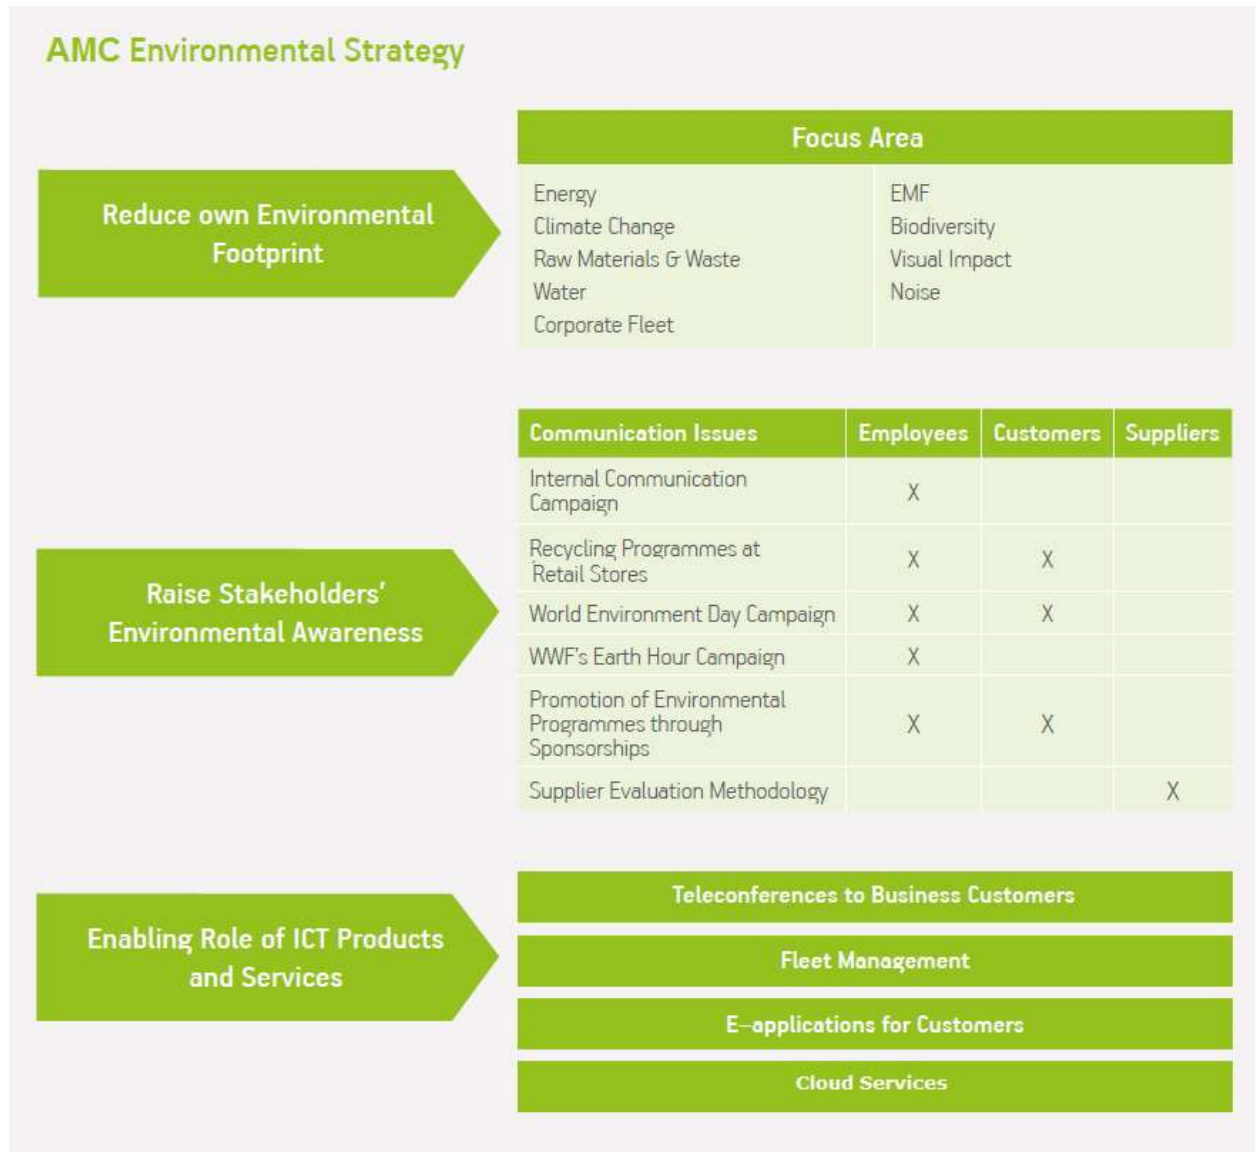 AMC Environmental Strategy
Reduce own Environmental
Footprint
Focus Area
Energy
Climate Change
Raw Materials & Waste
Water
Corporate Fleet
EMF
Biodiversity
Visual Impact
Noise
Raise Stakeholders'
Environmental Awareness
Communication Issues Employees Customers Suppliers
Internal Communication
Campaign X
Recycling Programmes at
Retail Stores X X
World Environment Day Campaign X X
WWF's Earth Hour Campaign X
Promotion of Environmental
Programmes through X X
Sponsorships
Supplier Evaluation Methodology X
Enabling Role of ICT Products
and Services
Teleconferences to Business Customers
Fleet Management
E-applications for Customers
Cloud Services